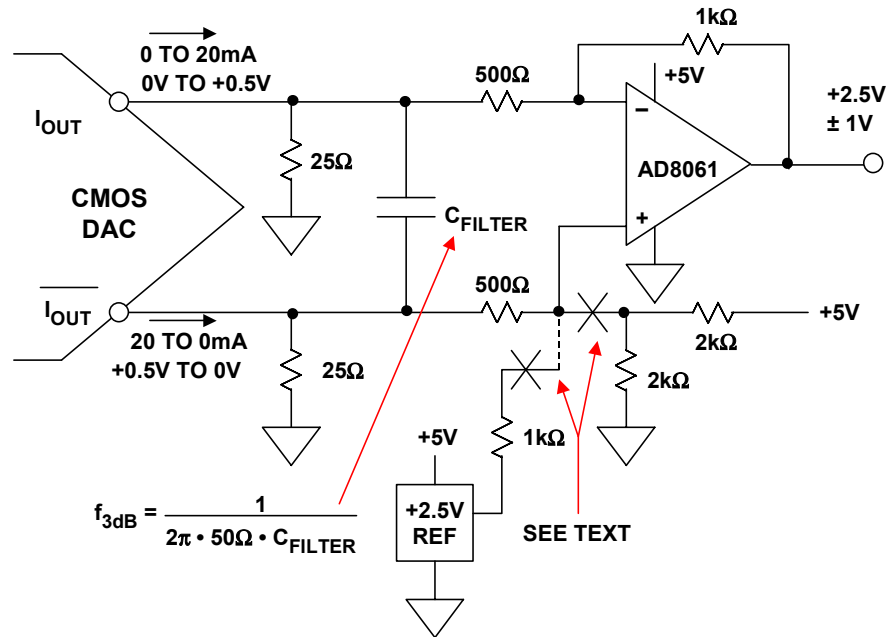 0 TO 20mA
0V TO +0.5V
I_OUT
CMOS
DAC
I̅_O̅U̅T̅
20 TO 0mA
+0.5V TO 0V
25Ω
25Ω
C_FILTER
500Ω
500Ω
1kΩ
+5V
−
+
AD8061
+2.5V
± 1V
+5V
2kΩ
2kΩ
1kΩ
+5V
+2.5V
REF
SEE TEXT
f_3dB = 1 / (2π • 50Ω • C_FILTER)